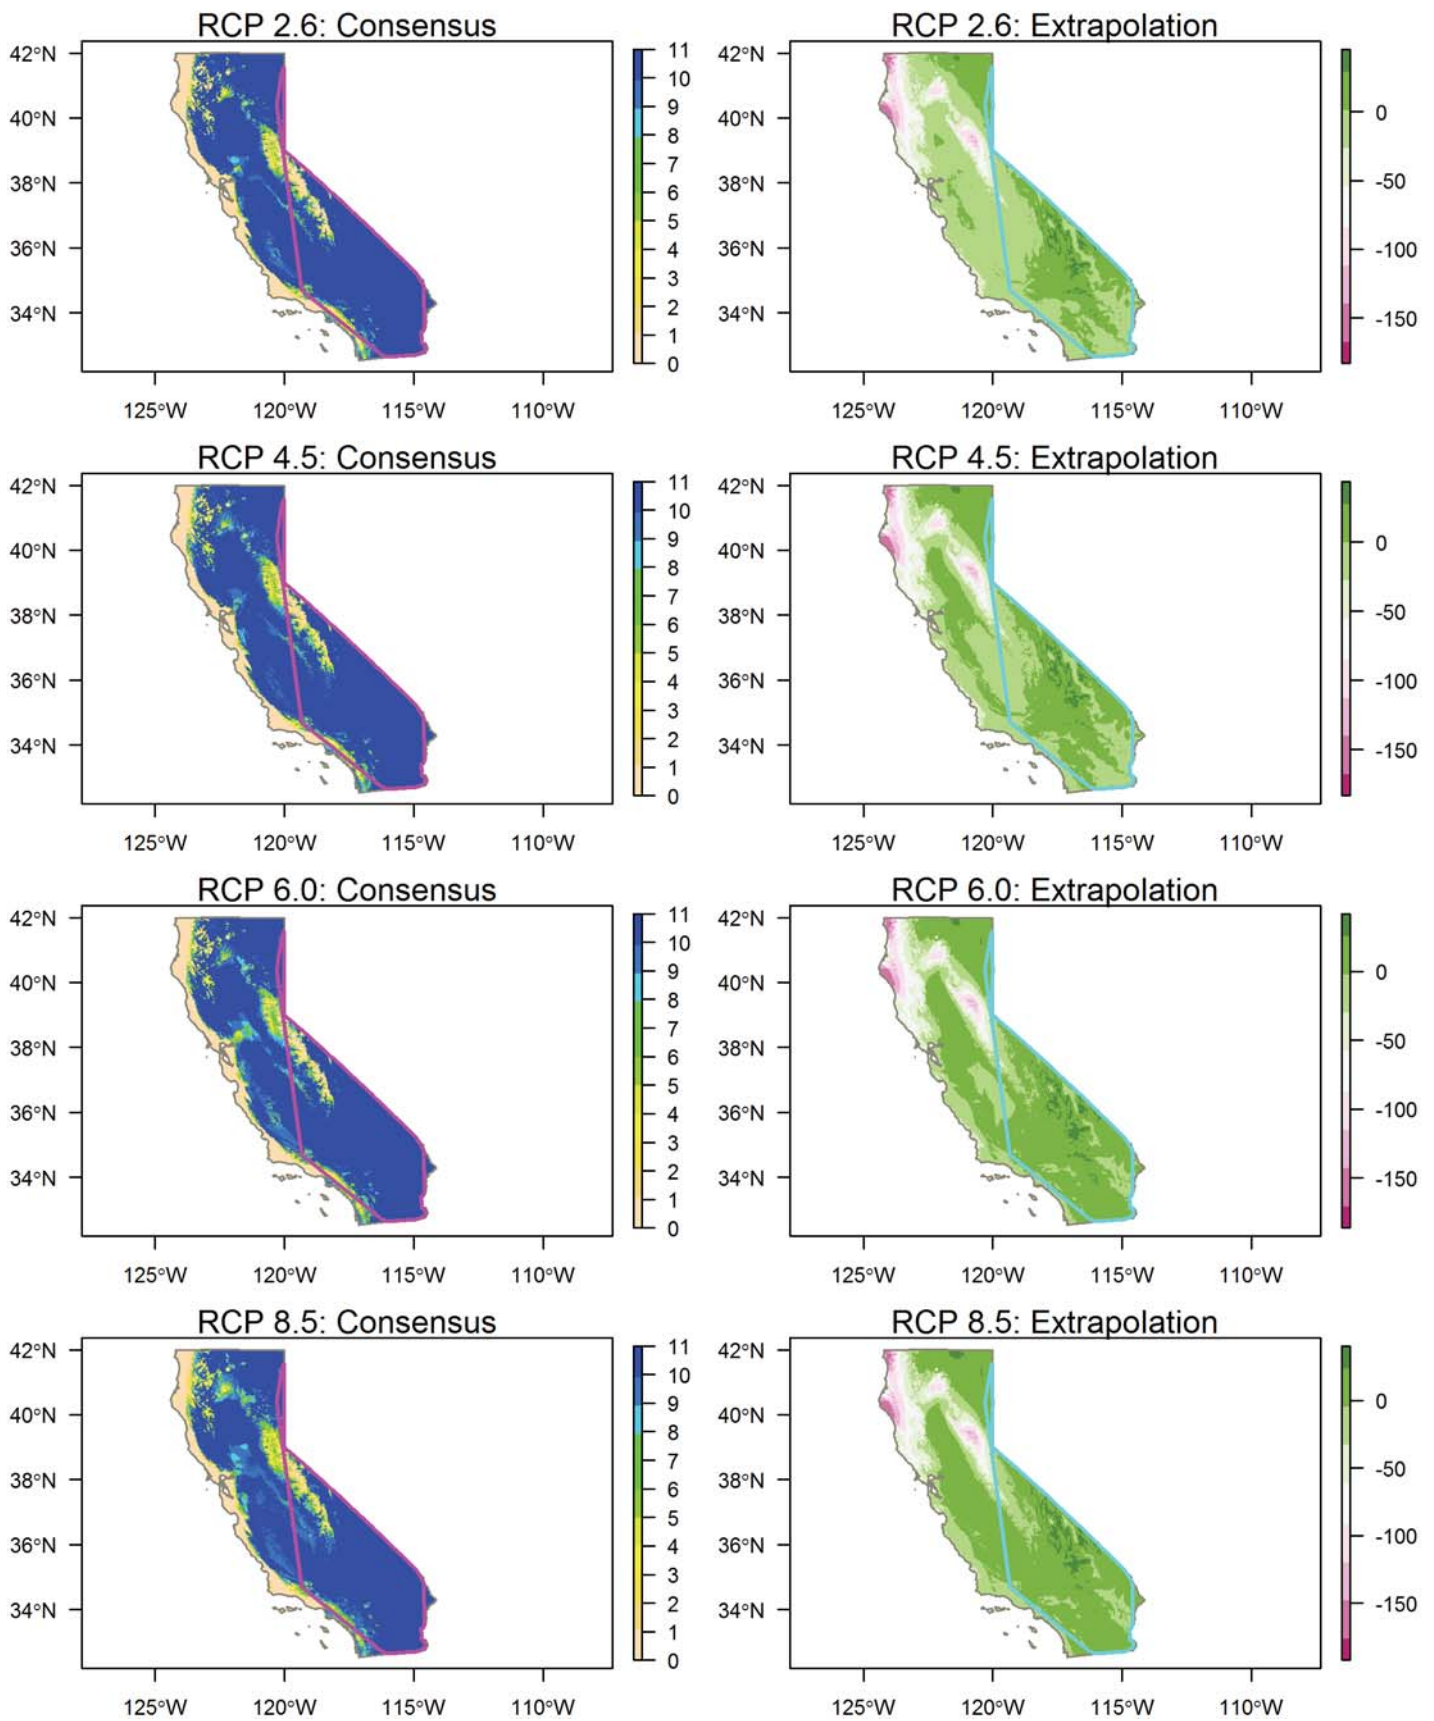 RCP 2.6: Consensus
42°N
40°N
38°N
36°N
34°N
125°W 120°W 115°W 110°W
11
10
9
8
7
6
5
4
3
2
1
0
RCP 2.6: Extrapolation
42°N
40°N
38°N
36°N
34°N
125°W 120°W 115°W 110°W
0
-50
-100
-150
RCP 4.5: Consensus
42°N
40°N
38°N
36°N
34°N
125°W 120°W 115°W 110°W
11
10
9
8
7
6
5
4
3
2
1
0
RCP 4.5: Extrapolation
42°N
40°N
38°N
36°N
34°N
125°W 120°W 115°W 110°W
0
-50
-100
-150
RCP 6.0: Consensus
42°N
40°N
38°N
36°N
34°N
125°W 120°W 115°W 110°W
11
10
9
8
7
6
5
4
3
2
1
0
RCP 6.0: Extrapolation
42°N
40°N
38°N
36°N
34°N
125°W 120°W 115°W 110°W
0
-50
-100
-150
RCP 8.5: Consensus
42°N
40°N
38°N
36°N
34°N
125°W 120°W 115°W 110°W
11
10
9
8
7
6
5
4
3
2
1
0
RCP 8.5: Extrapolation
42°N
40°N
38°N
36°N
34°N
125°W 120°W 115°W 110°W
0
-50
-100
-150